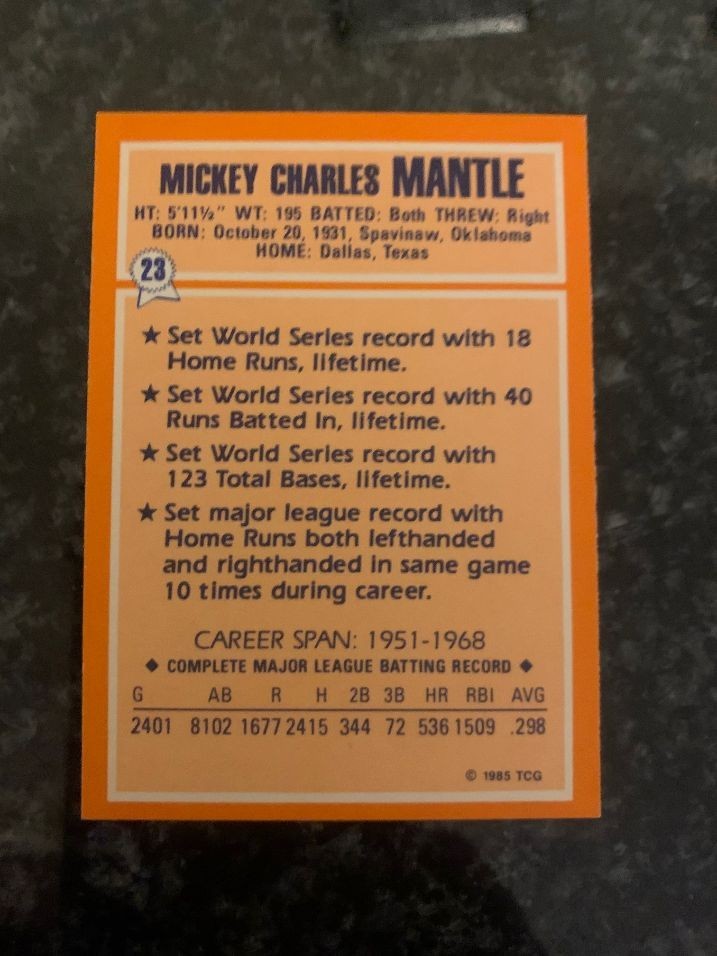 MICKEY CHARLES MANTLE
HT: 5'11½" WT: 195 BATTED: Both THREW: Right
BORN: October 20, 1931, Spavinaw, Oklahoma
HOME: Dallas, Texas
23
★ Set World Series record with 18
Home Runs, lifetime.
★ Set World Series record with 40
Runs Batted In, lifetime.
★ Set World Series record with
123 Total Bases, lifetime.
★ Set major league record with
Home Runs both lefthanded
and righthanded in same game
10 times during career.
CAREER SPAN: 1951-1968
◆ COMPLETE MAJOR LEAGUE BATTING RECORD ◆
G AB R H 2B 3B HR RBI AVG
2401 8102 1677 2415 344 72 536 1509 .298
© 1985 TCG